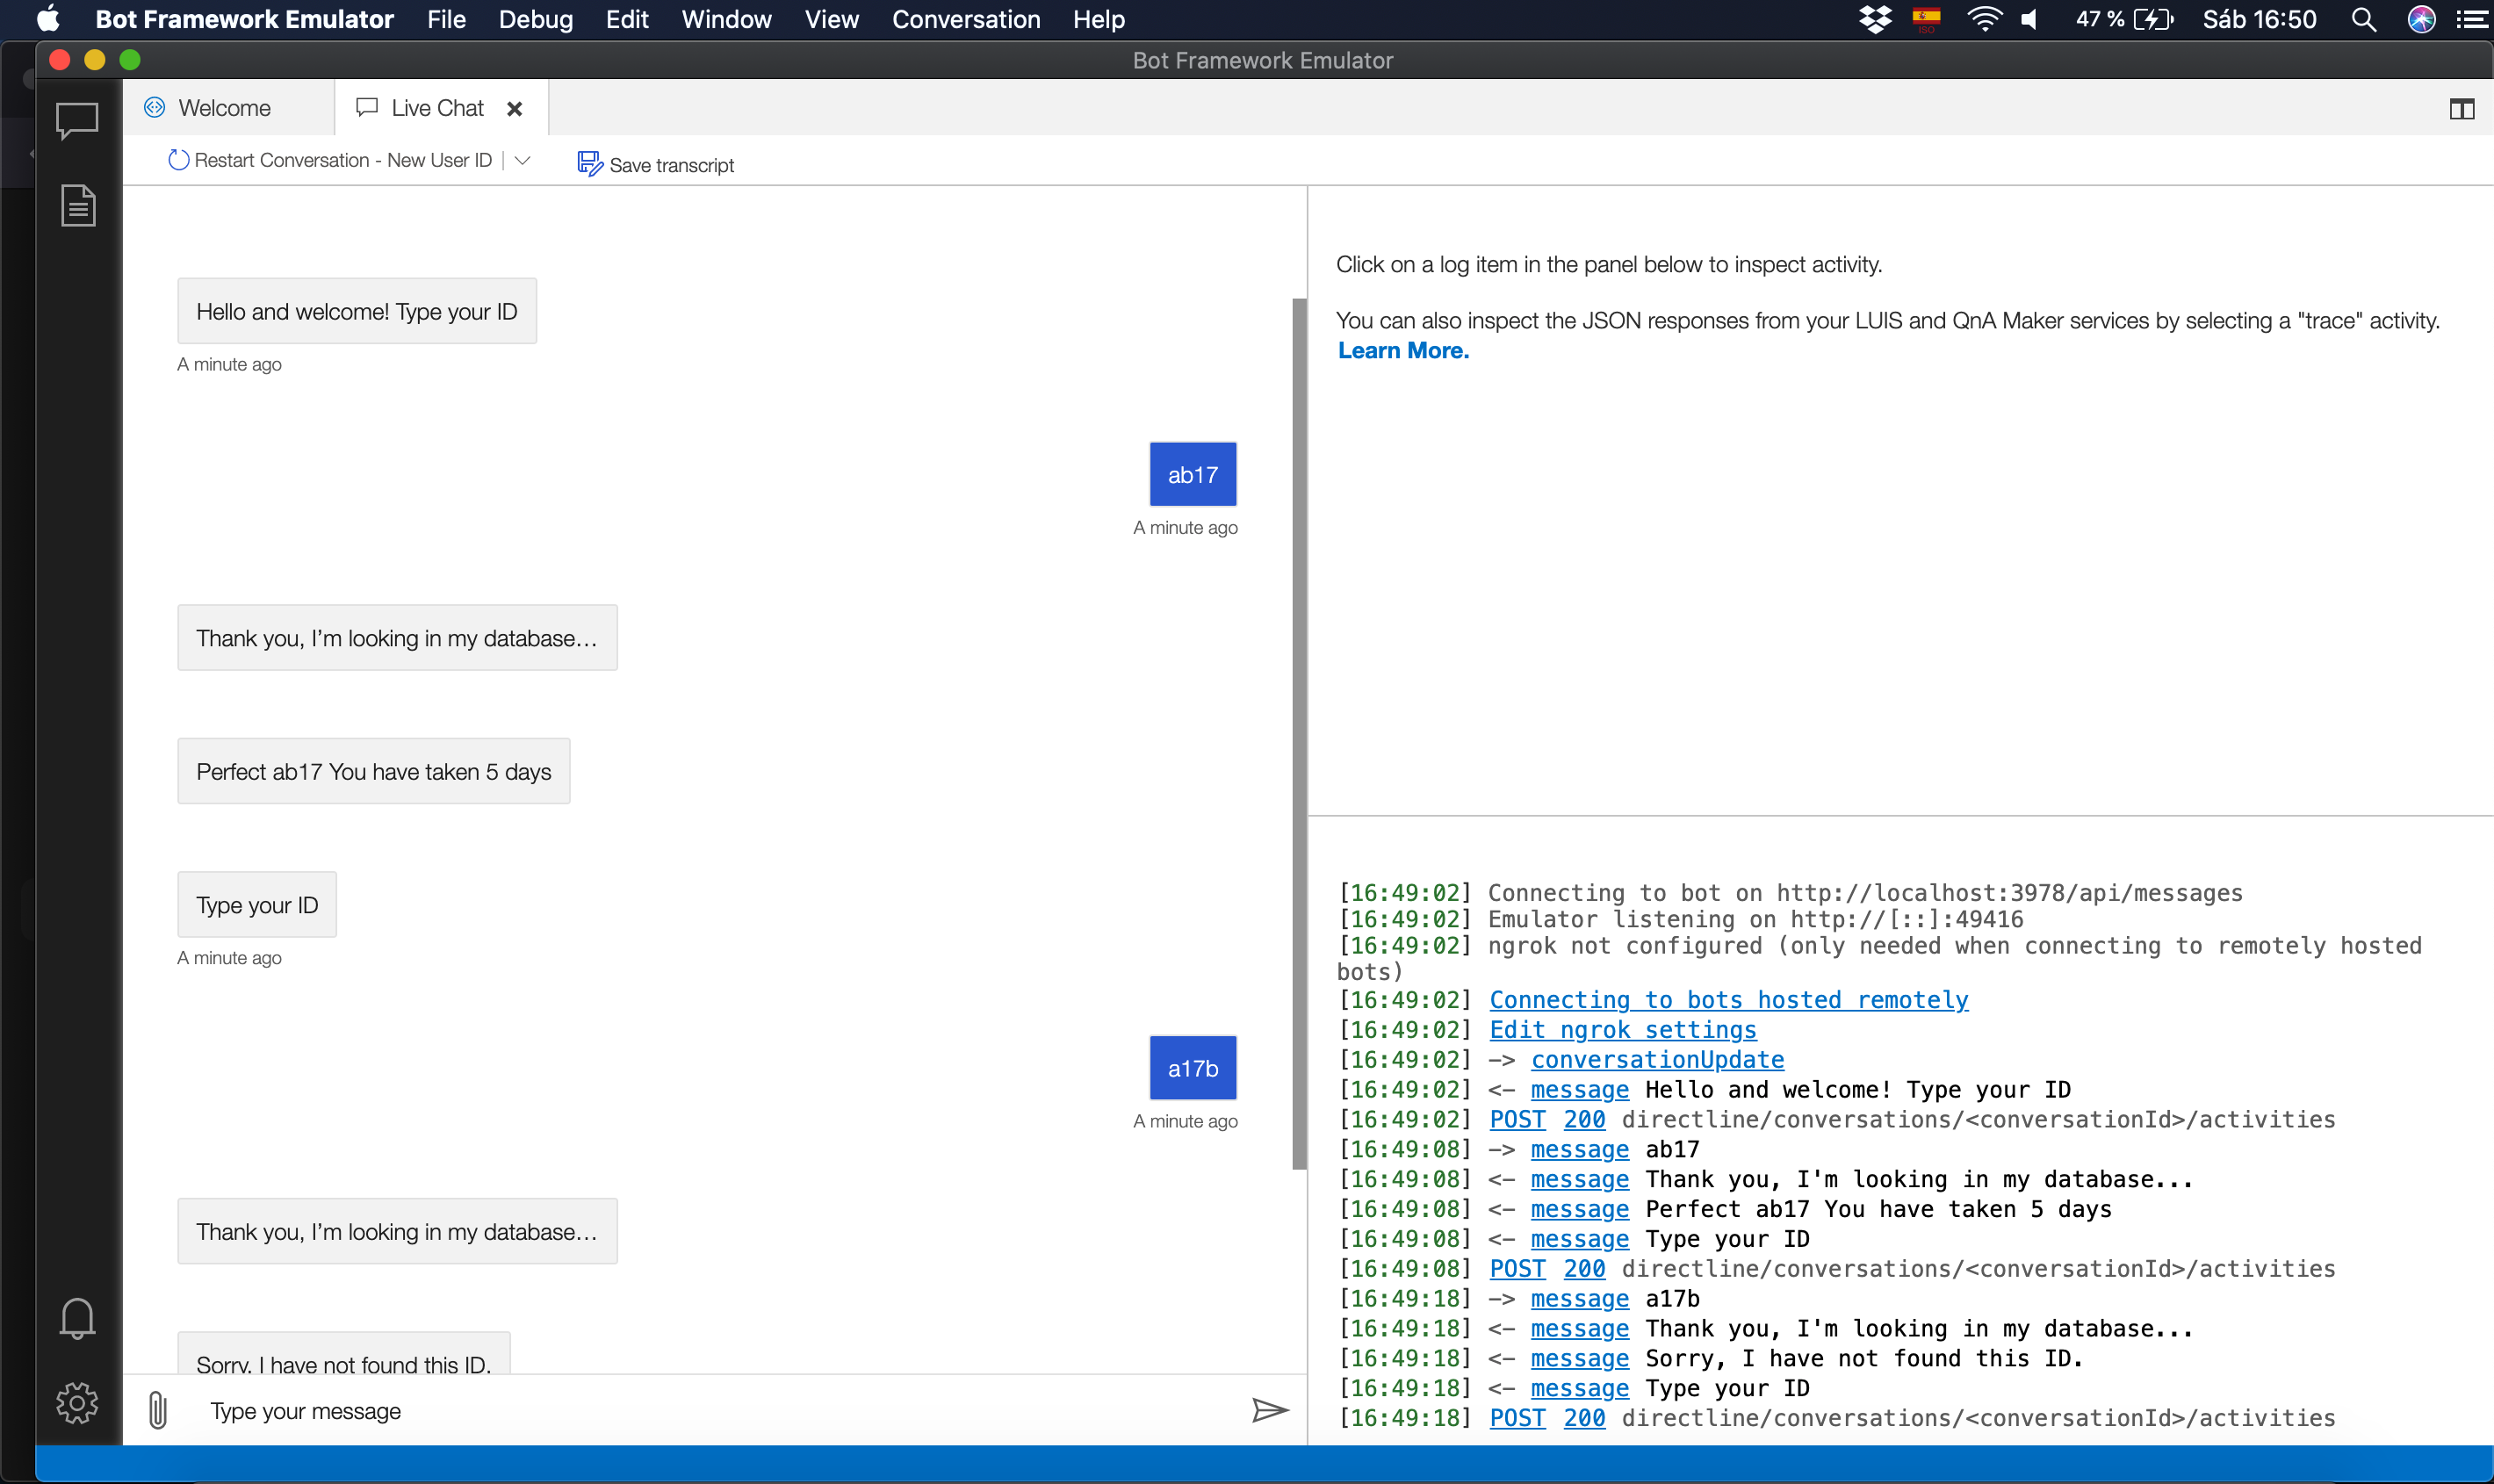 Bot Framework Emulator File Debug Edit Window View Conversation Help
ISO 47 % Sáb 16:50
Bot Framework Emulator
Welcome
Live Chat
Restart Conversation - New User ID
Save transcript
Hello and welcome! Type your ID
A minute ago
ab17
A minute ago
Thank you, I'm looking in my database...
Perfect ab17 You have taken 5 days
Type your ID
A minute ago
a17b
A minute ago
Thank you, I'm looking in my database...
Sorry, I have not found this ID.
Type your message
Click on a log item in the panel below to inspect activity.
You can also inspect the JSON responses from your LUIS and QnA Maker services by selecting a "trace" activity.
Learn More.
[16:49:02] Connecting to bot on http://localhost:3978/api/messages
[16:49:02] Emulator listening on http://[::]:49416
[16:49:02] ngrok not configured (only needed when connecting to remotely hosted
bots)
[16:49:02] Connecting to bots hosted remotely
[16:49:02] Edit ngrok settings
[16:49:02] -> conversationUpdate
[16:49:02] <- message Hello and welcome! Type your ID
[16:49:02] POST 200 directline/conversations/<conversationId>/activities
[16:49:08] -> message ab17
[16:49:08] <- message Thank you, I'm looking in my database...
[16:49:08] <- message Perfect ab17 You have taken 5 days
[16:49:08] <- message Type your ID
[16:49:08] POST 200 directline/conversations/<conversationId>/activities
[16:49:18] -> message a17b
[16:49:18] <- message Thank you, I'm looking in my database...
[16:49:18] <- message Sorry, I have not found this ID.
[16:49:18] <- message Type your ID
[16:49:18] POST 200 directline/conversations/<conversationId>/activities